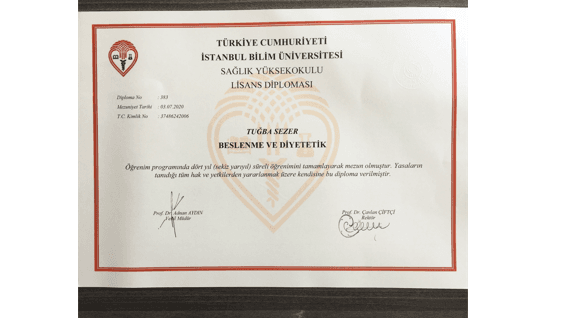 TÜRKİYE CUMHURİYETİ
İSTANBUL BİLİM ÜNİVERSİTESİ
SAĞLIK YÜKSEKOKULU
LİSANS DİPLOMASI
Diploma No : 383
Mezuniyet Tarihi : 03.07.2020
T.C. Kimlik No : 37486242006
TUĞBA SEZER
BESLENME VE DİYETETİK
Öğrenim programında dört yıl (sekiz yarıyıl) süreli öğrenimini tamamlayarak mezun olmuştur. Yasaların
tanıdığı tüm hak ve yetkilerden yararlanmak üzere kendisine bu diploma verilmiştir.
Prof. Dr. Adnan AYDIN
Müdür
Prof. Dr. Çavlan ÇİFTÇİ
Rektör